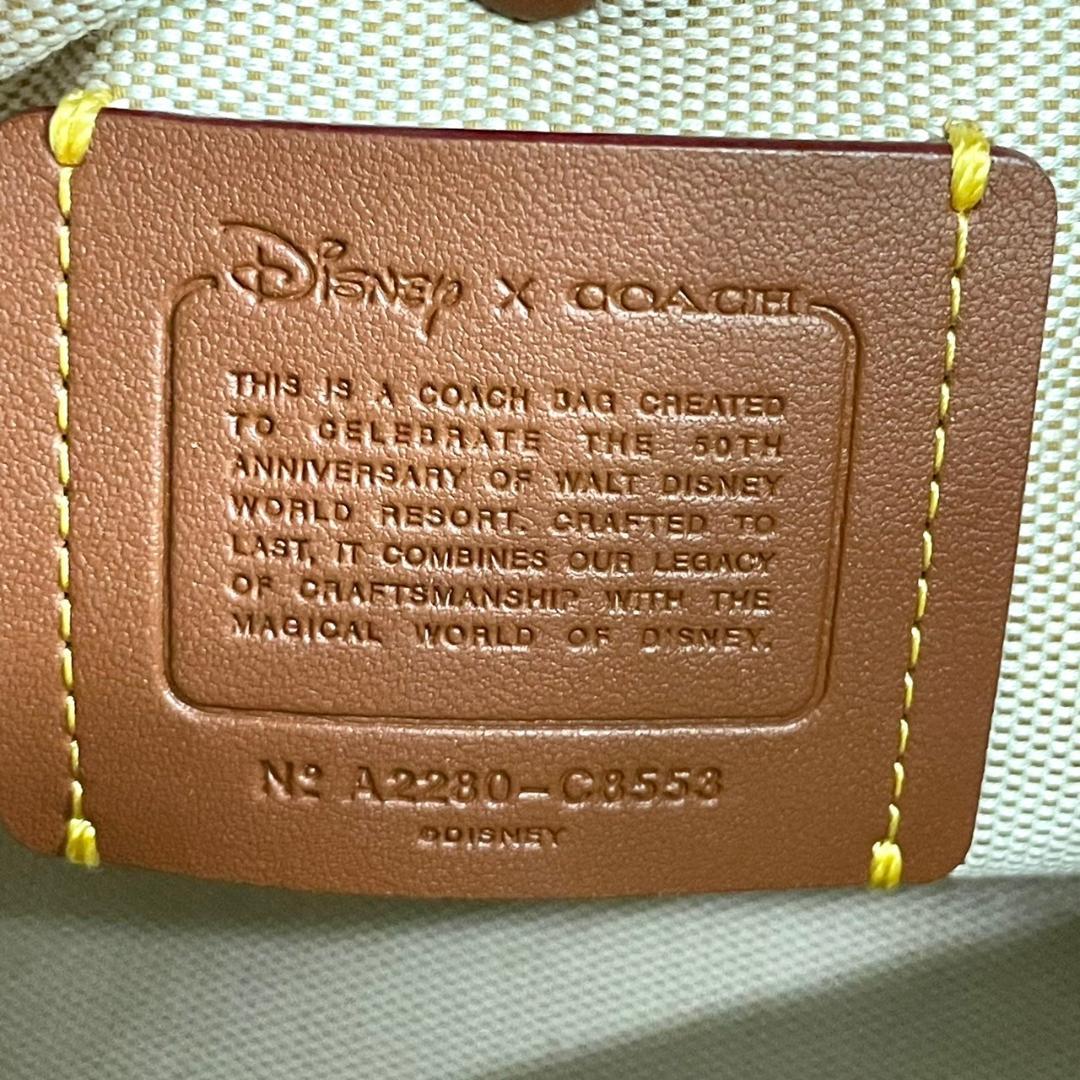 Disney X COACH
THIS IS A COACH BAG CREATED
TO CELEBRATE THE 50TH
ANNIVERSARY OF WALT DISNEY
WORLD RESORT. CRAFTED TO
LAST, IT COMBINES OUR LEGACY
OF CRAFTSMANSHIP WITH THE
MAGICAL WORLD OF DISNEY.
Nº A2280-C8553
©DISNEY